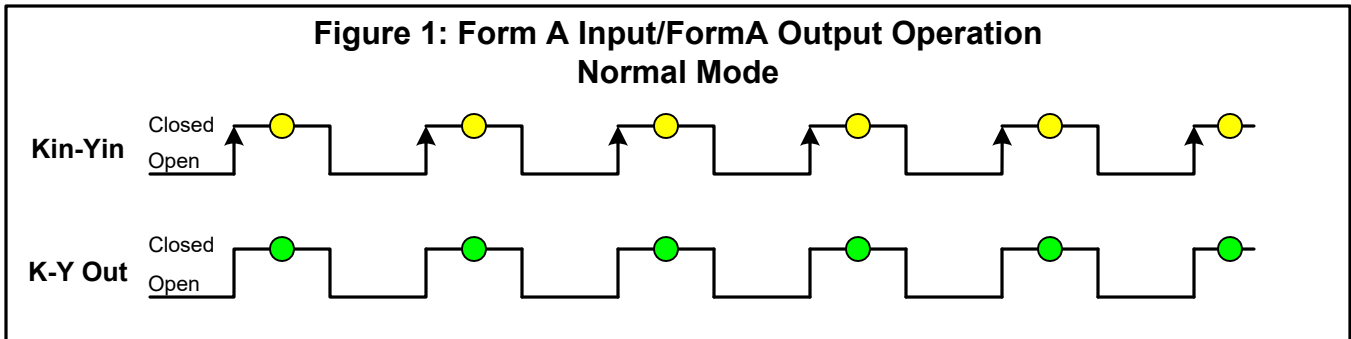 Figure 1: Form A Input/FormA Output Operation
Normal Mode
Closed
Kin-Yin
Open
Closed
K-Y Out
Open